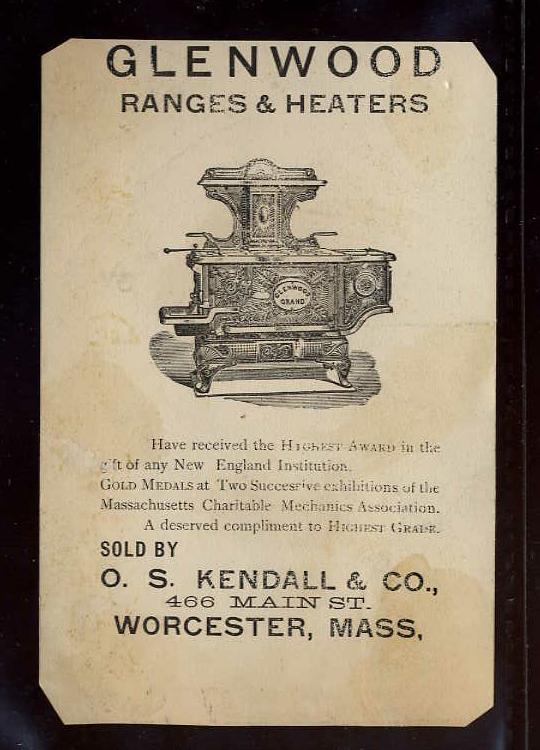 GLENWOOD
RANGES & HEATERS
GLENWOOD
GRAND
Have received the HIGHEST AWARD in the
gift of any New England Institution.
GOLD MEDALS at Two Successive exhibitions of the
Massachusetts Charitable Mechanics Association.
A deserved compliment to HIGHEST GRADE.
SOLD BY
O. S. KENDALL & CO.,
466 MAIN ST.
WORCESTER, MASS,